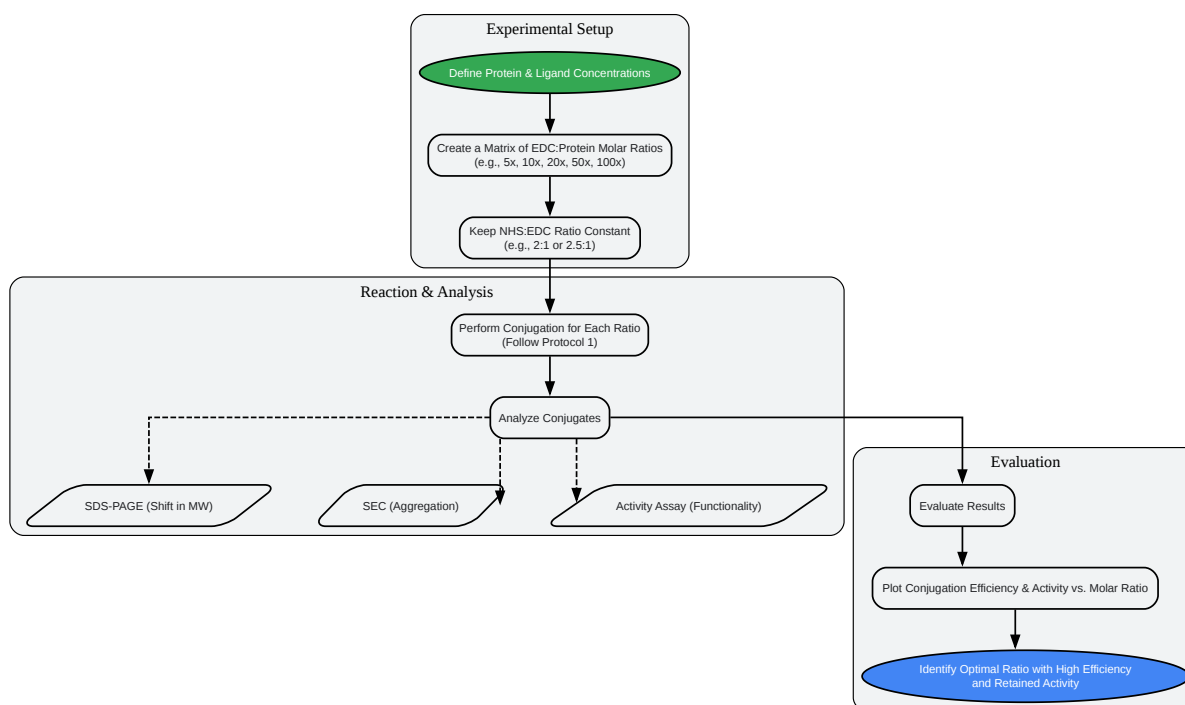 Experimental Setup
Define Protein & Ligand Concentrations
Create a Matrix of EDC:Protein Molar Ratios
(e.g., 5x, 10x, 20x, 50x, 100x)
Keep NHS:EDC Ratio Constant
(e.g., 2:1 or 2.5:1)
Reaction & Analysis
Perform Conjugation for Each Ratio
(Follow Protocol 1)
Analyze Conjugates
SDS-PAGE (Shift in MW)
SEC (Aggregation)
Activity Assay (Functionality)
Evaluation
Evaluate Results
Plot Conjugation Efficiency & Activity vs. Molar Ratio
Identify Optimal Ratio with High Efficiency
and Retained Activity